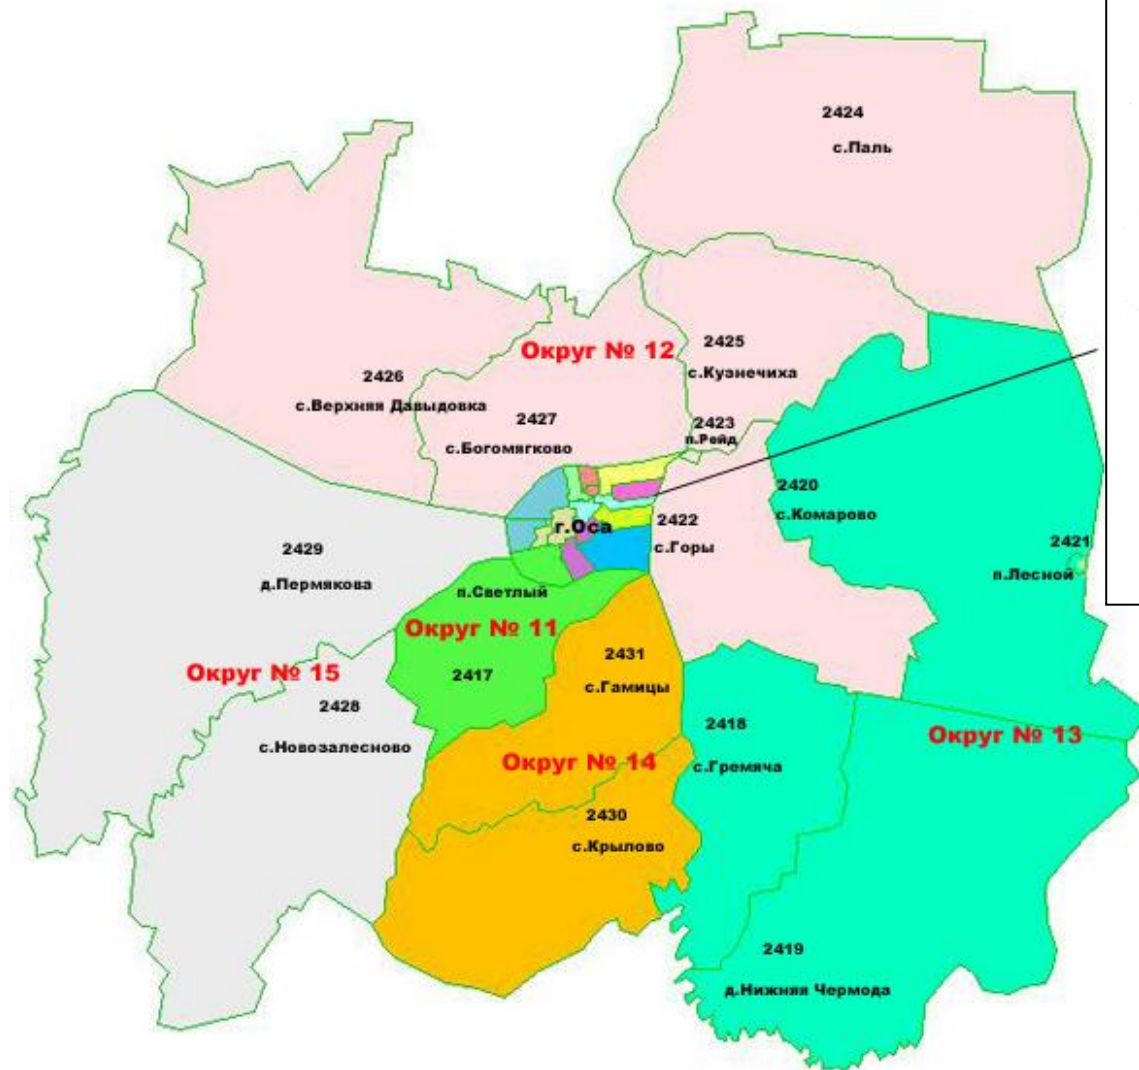 2424
с.Паль
Округ № 12
2425
с.Кузнечиха
2426
с.Верхняя Давыдовка
2427
с.Богомягково
2423
п.Рейд
2420
с.Комарово
2422
с.Горы
г.Оса
2421
п.Лесной
2429
д.Пермякова
п.Светлый
Округ № 11
2417
2431
с.Гамицы
Округ № 15
2428
с.Новозалесново
2418
с.Гремяча
Округ № 13
Округ № 14
2430
с.Крылово
2419
д.Нижняя Чермода